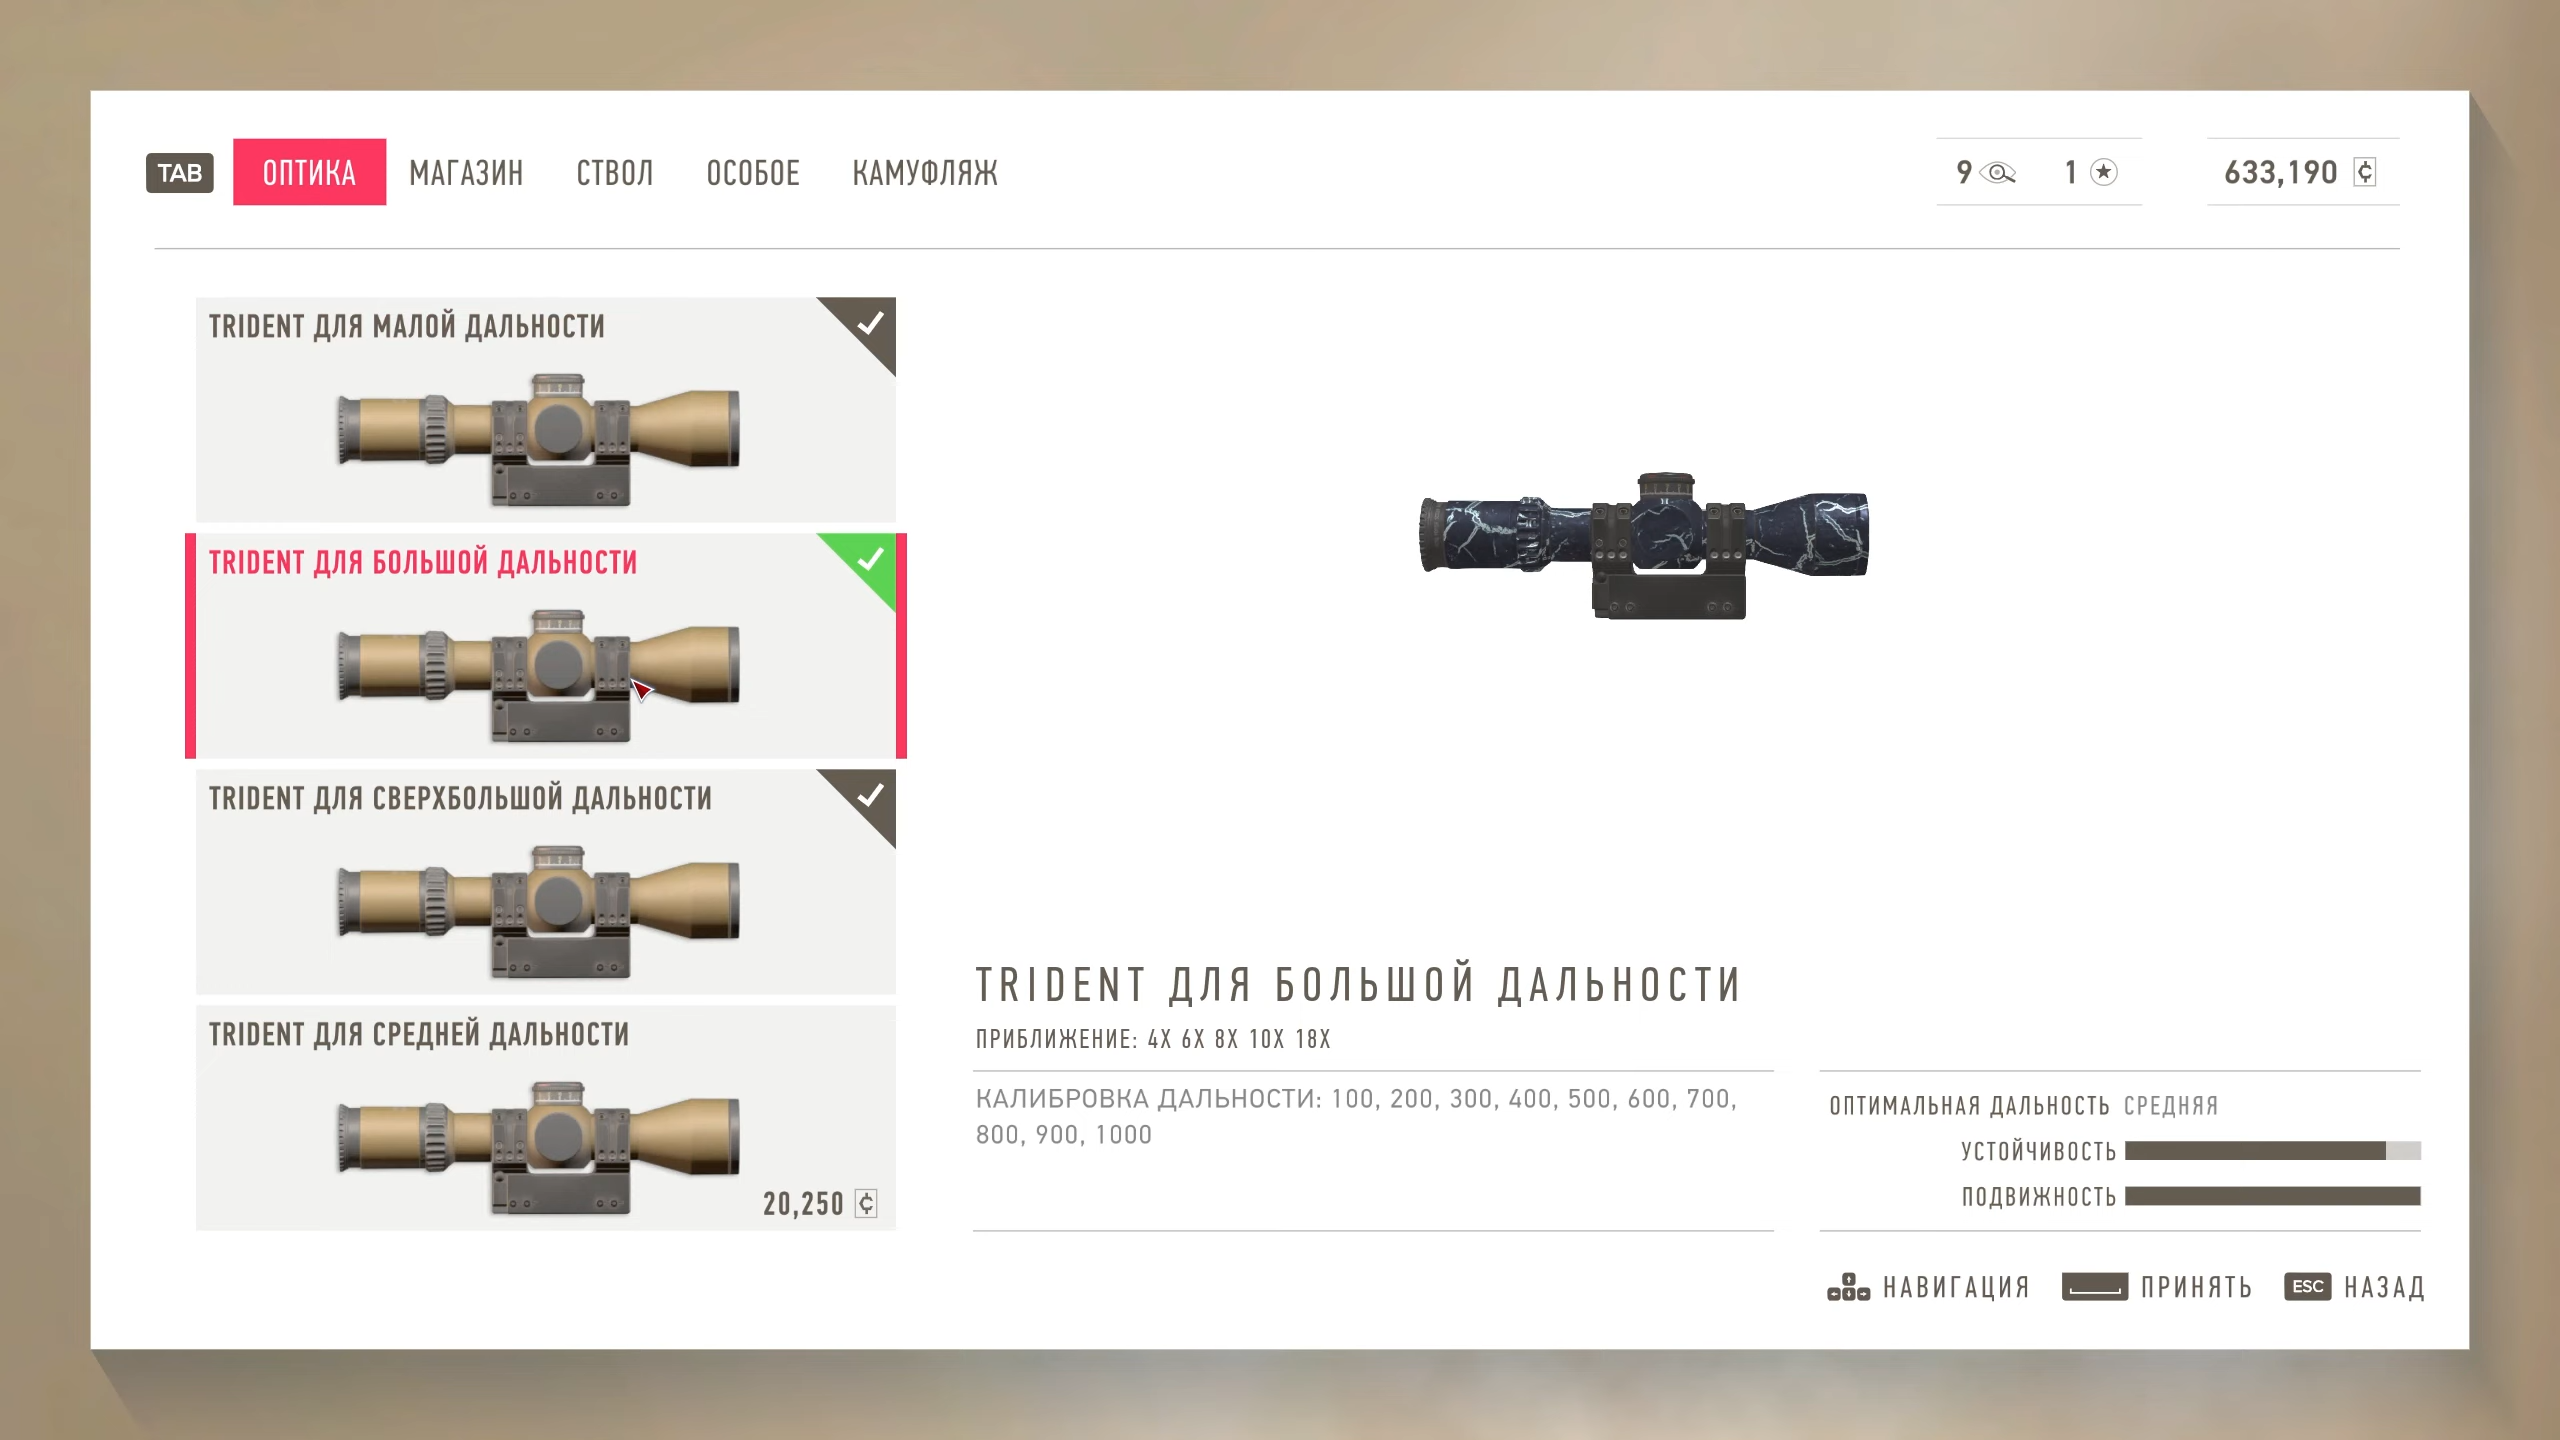 TAB ОПТИКА МАГАЗИН СТВОЛ ОСОБОЕ КАМУФЛЯЖ 9 1 633,190 ¢
TRIDENT ДЛЯ МАЛОЙ ДАЛЬНОСТИ
TRIDENT ДЛЯ БОЛЬШОЙ ДАЛЬНОСТИ
TRIDENT ДЛЯ СВЕРХБОЛЬШОЙ ДАЛЬНОСТИ
TRIDENT ДЛЯ СРЕДНЕЙ ДАЛЬНОСТИ
20,250 ¢
TRIDENT ДЛЯ БОЛЬШОЙ ДАЛЬНОСТИ
ПРИБЛИЖЕНИЕ: 4X 6X 8X 10X 18X
КАЛИБРОВКА ДАЛЬНОСТИ: 100, 200, 300, 400, 500, 600, 700,
800, 900, 1000
ОПТИМАЛЬНАЯ ДАЛЬНОСТЬ СРЕДНЯЯ
УСТОЙЧИВОСТЬ
ПОДВИЖНОСТЬ
НАВИГАЦИЯ ПРИНЯТЬ ESC НАЗАД